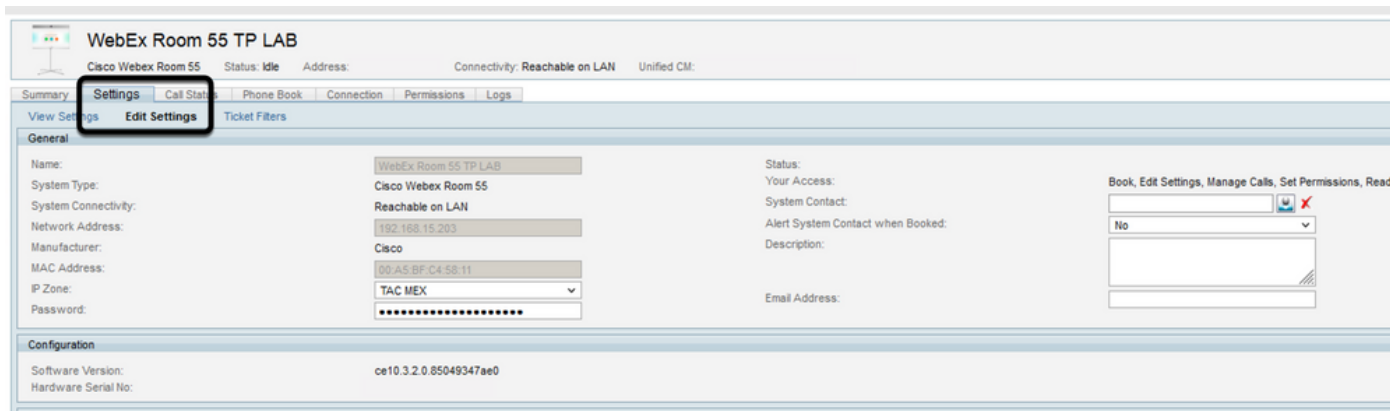 WebEx Room 55 TP LAB
Cisco Webex Room 55 Status: Idle Address: Connectivity: Reachable on LAN Unified CM:
Summary Settings Call Status Phone Book Connection Permissions Logs
View Settings Edit Settings Ticket Filters
General
Name: WebEx Room 55 TP LAB
System Type: Cisco Webex Room 55
System Connectivity: Reachable on LAN
Network Address: 192.168.15.203
Manufacturer: Cisco
MAC Address: 00:A5:BF:C4:58:11
IP Zone: TAC MEX
Password: ••••••••••••••••••••
Status:
Your Access: Book, Edit Settings, Manage Calls, Set Permissions, Read
System Contact:
Alert System Contact when Booked: No
Description:
Email Address:
Configuration
Software Version: ce10.3.2.0.85049347ae0
Hardware Serial No: